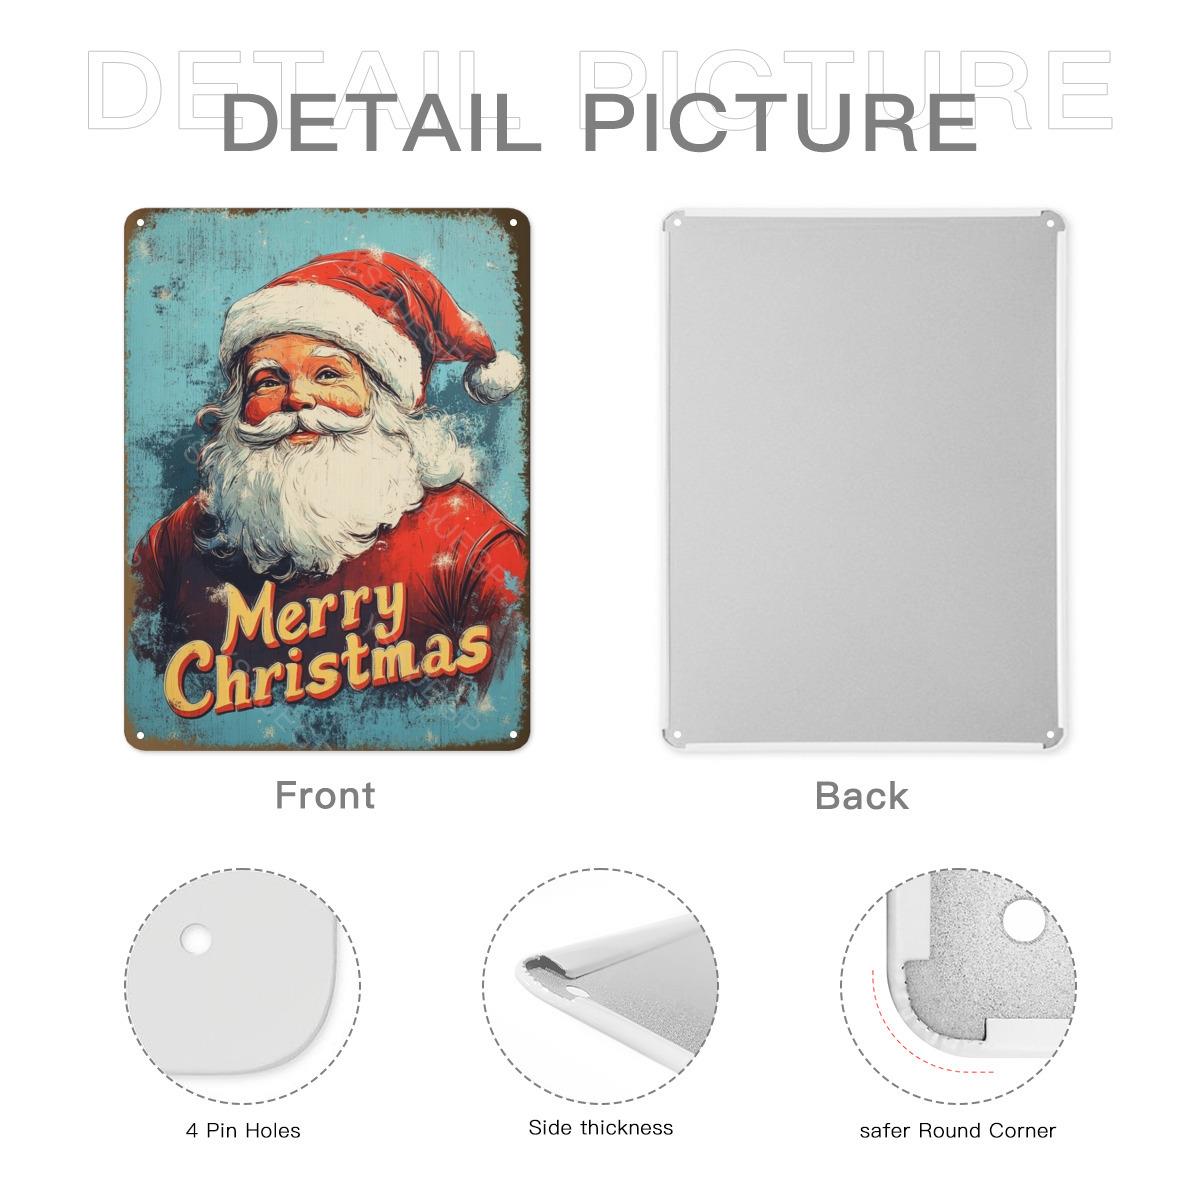 DETAIL PICTURE
DETAIL PICTURE
Merry
Christmas
Front
Back
4 Pin Holes
Side thickness
safer Round Corner